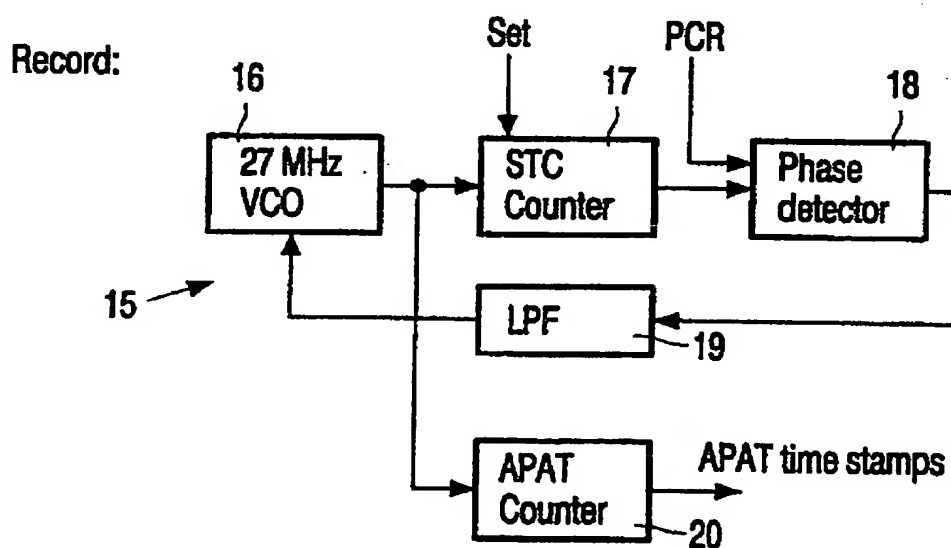 Record:
Set
PCR
16
17
18
27 MHz
VCO
STC
Counter
Phase
detector
15
LPF
19
APAT
Counter
APAT time stamps
20